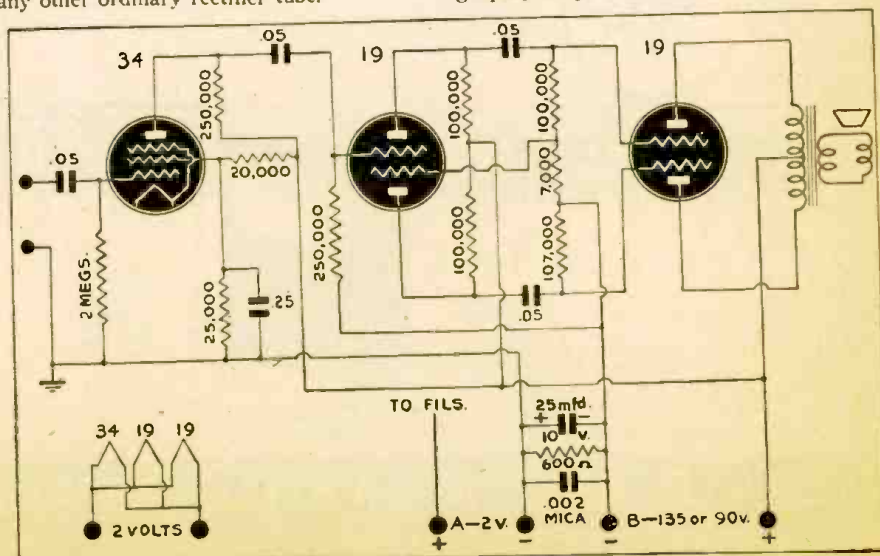 any other ordinary rectifier tube.
34
.05
19
.05
19
250,000
100,000
100,000
.05
20,000
7,000
2 MEGS.
25,000
.25
250,000
100,000
107,000
.05
TO FILS.
25mfd.
+ -
10 v.
600Ω
.002
MICA
34 19 19
2 VOLTS
A-2V.
B-135 or 90v.
+ - - +